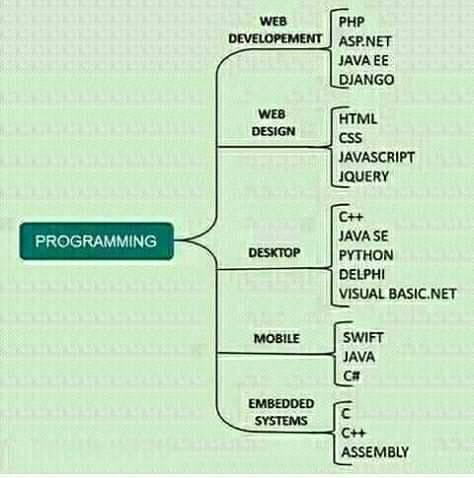 PROGRAMMING
WEB
DEVELOPEMENT
PHP
ASP.NET
JAVA EE
DJANGO
WEB
DESIGN
HTML
CSS
JAVASCRIPT
JQUERY
DESKTOP
C++
JAVA SE
PYTHON
DELPHI
VISUAL BASIC.NET
MOBILE
SWIFT
JAVA
C#
EMBEDDED
SYSTEMS
C
C++
ASSEMBLY